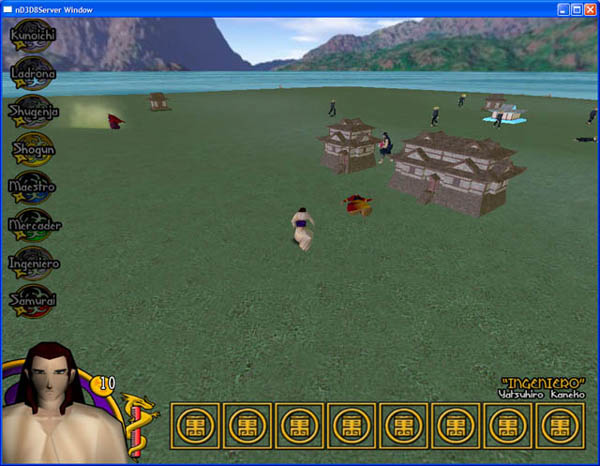 nD3D8Server Window
Kunoichi
Ladrona
Shugenja
Shogun
Maestro
Mercader
Ingeniero
Samurai
10
"INGENIERO"
Yatsuhiro Kaneko